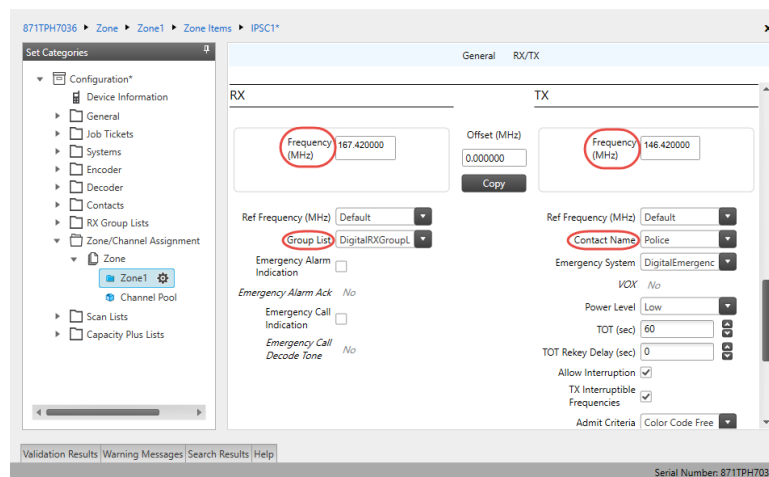 871TPH7036 Zone Zone1 Zone Items IPSC1*
Set Categories
General RX/TX
Configuration*
Device Information
General
Job Tickets
Systems
Encoder
Decoder
Contacts
RX Group Lists
Zone/Channel Assignment
Zone
Zone1
Channel Pool
Scan Lists
Capacity Plus Lists
RX
Frequency
(MHz)
167.420000
Offset (MHz)
0.000000
Copy
TX
Frequency
(MHz)
146.420000
Ref Frequency (MHz) Default
Group List DigitalRXGroupL
Emergency Alarm
Indication
Emergency Alarm Ack No
Emergency Call
Indication
Emergency Call
Decode Tone
No
Ref Frequency (MHz) Default
Contact Name Police
Emergency System DigitalEmergenc
VOX No
Power Level Low
TOT (sec) 60
TOT Rekey Delay (sec) 0
Allow Interruption
TX Interruptible
Frequencies
Admit Criteria Color Code Free
Validation Results Warning Messages Search Results Help
Serial Number: 871TPH703